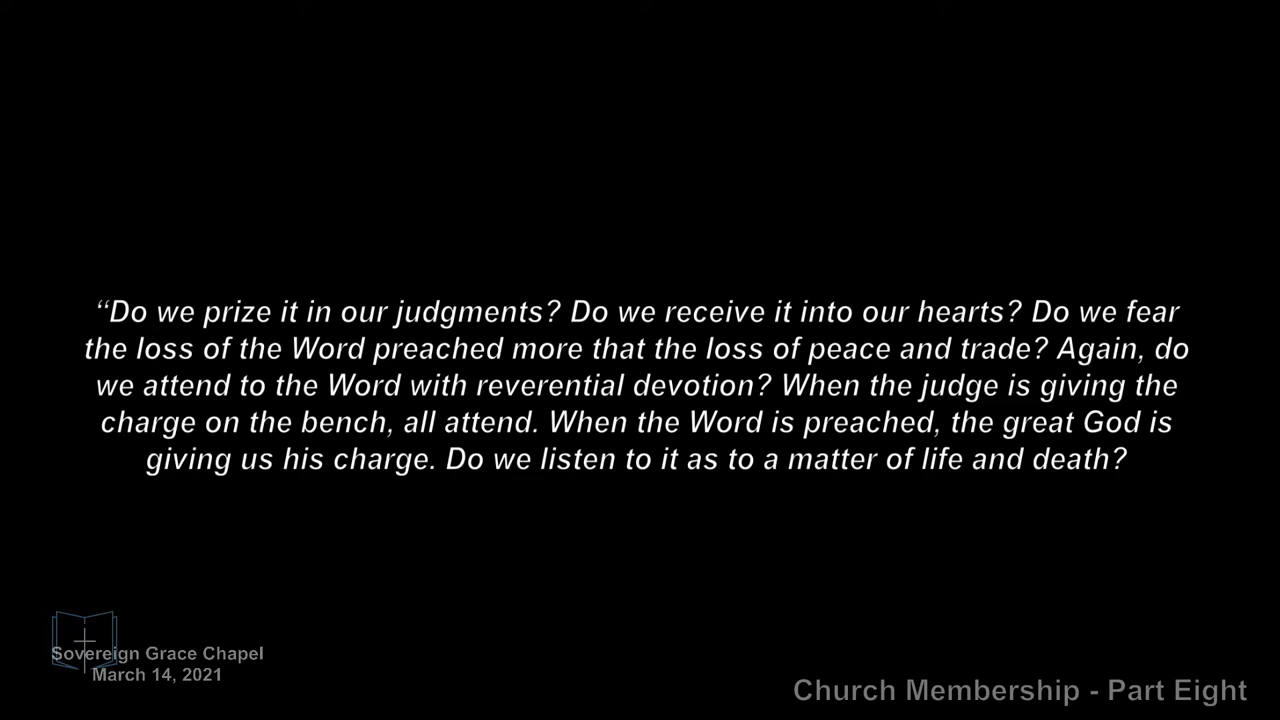 “Do we prize it in our judgments? Do we receive it into our hearts? Do we fear
the loss of the Word preached more that the loss of peace and trade? Again, do
we attend to the Word with reverential devotion? When the judge is giving the
charge on the bench, all attend. When the Word is preached, the great God is
giving us his charge. Do we listen to it as to a matter of life and death?
Sovereign Grace Chapel
March 14, 2021
Church Membership - Part Eight